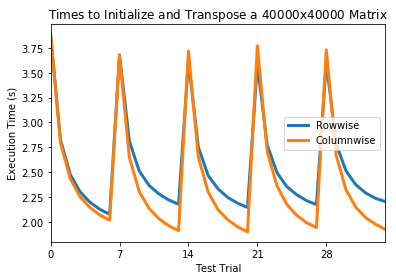 Times to Initialize and Transpose a 40000x40000 Matrix
Execution Time (s)
3.75
3.50
3.25
3.00
2.75
2.50
2.25
2.00
Rowwise
Columnwise
0 7 14 21 28
Test Trial